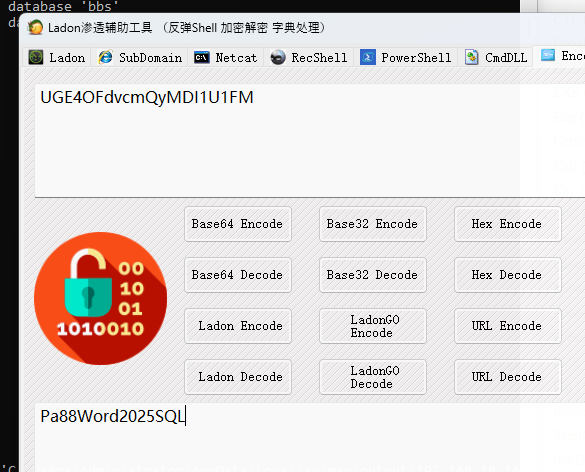 database 'bbs'
da
Ladon渗透辅助工具 （反弹Shell 加密解密 字典处理）
Ladon SubDomain Netcat RecShell PowerShell CmdDLL Enc
UGE4OFdvcmQyMDI1U1FM
Base64 Encode Base32 Encode Hex Encode
Base64 Decode Base32 Decode Hex Decode
00
10
01
1010010
Ladon Encode LadonGO Encode URL Encode
Ladon Decode LadonGO Decode URL Decode
Pa88Word2025SQL
'C